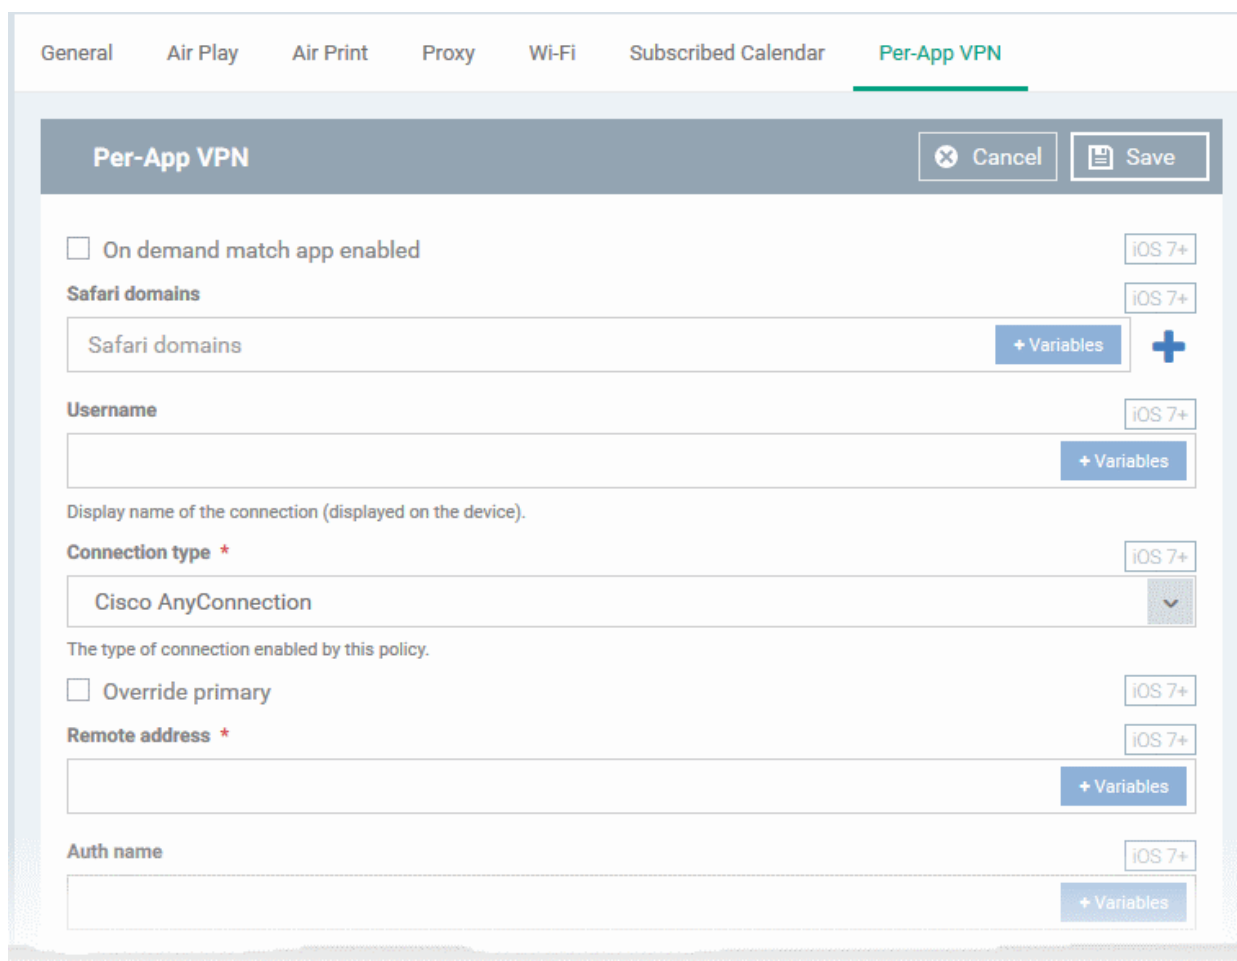 General Air Play Air Print Proxy Wi-Fi Subscribed Calendar Per-App VPN
Per-App VPN Cancel Save
On demand match app enabled iOS 7+
Safari domains iOS 7+
Safari domains + Variables
Username iOS 7+
+ Variables
Display name of the connection (displayed on the device).
Connection type * iOS 7+
Cisco AnyConnection
The type of connection enabled by this policy.
Override primary iOS 7+
Remote address * iOS 7+
+ Variables
Auth name iOS 7+
+ Variables